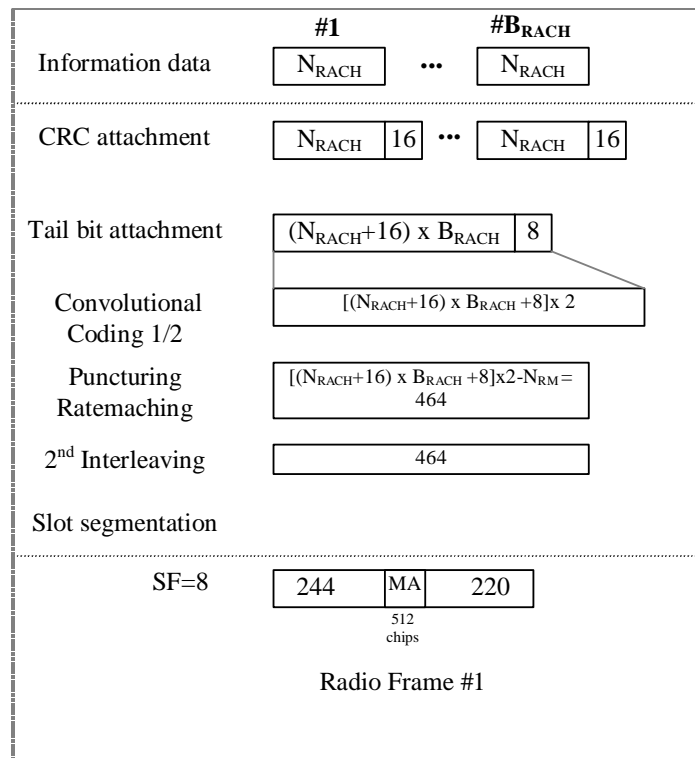 #1 #B_RACH
Information data N_RACH ••• N_RACH
CRC attachment N_RACH 16 ••• N_RACH 16
Tail bit attachment (N_RACH+16) x B_RACH 8
Convolutional
Coding 1/2
[(N_RACH+16) x B_RACH +8]x 2
Puncturing
Ratemaching
[(N_RACH+16) x B_RACH +8]x2-N_RM =
464
2nd Interleaving 464
Slot segmentation
SF=8 244 MA 220
512
chips
Radio Frame #1